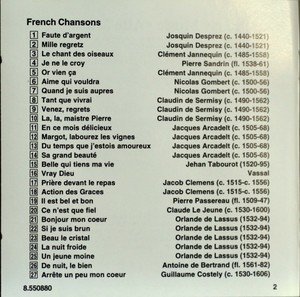 French Chansons
1 Faute d'argent Josquin Desprez (c. 1440-1521)
2 Mille regretz Josquin Desprez (c. 1440-1521)
3 Le chant des oiseaux Clément Jannequin (c. 1485-1558)
4 Je ne le croy Pierre Sandrin (fl. 1538-61)
5 Or vien ça Clément Jannequin (c. 1485-1558)
6 Aime qui vouldra Nicolas Gombert (c. 1500-56)
7 Quand je suis aupres Nicolas Gombert (c. 1500-56)
8 Tant que vivrai Claudin de Sermisy (c. 1490-1562)
9 Venez, regrets Claudin de Sermisy (c. 1490-1562)
10 La, la, maistre Pierre Claudin de Sermisy (c. 1490-1562)
11 En ce mois délicieux Jacques Arcadelt (c. 1505-68)
12 Margot, labourez les vignes Jacques Arcadelt (c. 1505-68)
13 Du temps que j'estois amoureux Jacques Arcadelt (c. 1505-68)
14 Sa grand beauté Jacques Arcadelt (c. 1505-68)
15 Belle qui tiens ma vie Jehan Tabourot (1520-95)
16 Vray Dieu Vassal
17 Prière devant le repas Jacob Clemens (c. 1515-c. 1556)
18 Action des Graces Jacob Clemens (c. 1515-c. 1556)
19 Il est bel et bon Pierre Passereau (fl. 1509-47)
20 Ce n'est que fiel Claude Le Jeune (c. 1530-1600)
21 Bonjour mon coeur Orlande de Lassus (1532-94)
22 Si je suis brun Orlande de Lassus (1532-94)
23 Beau le cristal Orlande de Lassus (1532-94)
24 La nuit froide Orlande de Lassus (1532-94)
25 Un jeune moine Orlande de Lassus (1532-94)
26 De nuit, le bien Antoine de Bertrand (fl. 1561-82)
27 Arrête un peu mon coeur Guillaume Costely (c. 1530-1606)
8.550880 2